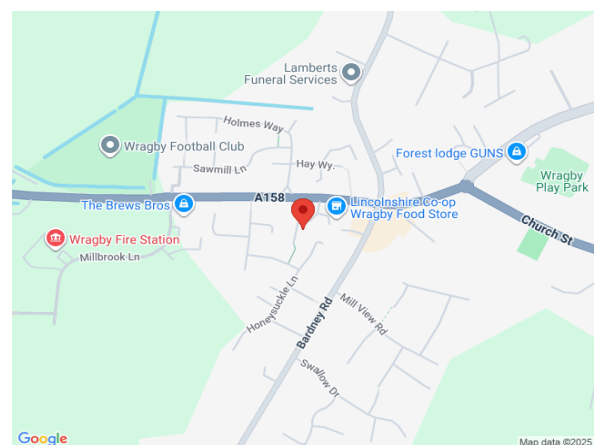 Lamberts
Funeral Services
Holmes Way
Wragby Football Club
Hay Wy.
Sawmill Ln
Forest lodge GUNS
Wragby
Play Park
A158
The Brews Bros
Lincolnshire Co-op
Wragby Food Store
Church St
Wragby Fire Station
Millbrook Ln
Honeysuckle Ln
Bardney Rd
Mill View Rd
Swallow Dr
Google
Map data ©2025